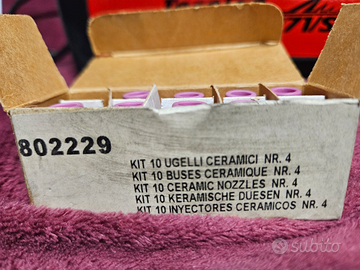 802229
KIT 10 UGELLI CERAMICI NR. 4
KIT 10 BUSES CERAMIQUE NR. 4
KIT 10 CERAMIC NOZZLES NR. 4
KIT 10 KERAMISCHE DUESEN NR. 4
KIT 10 INYECTORES CERAMICOS NR. 4
subito